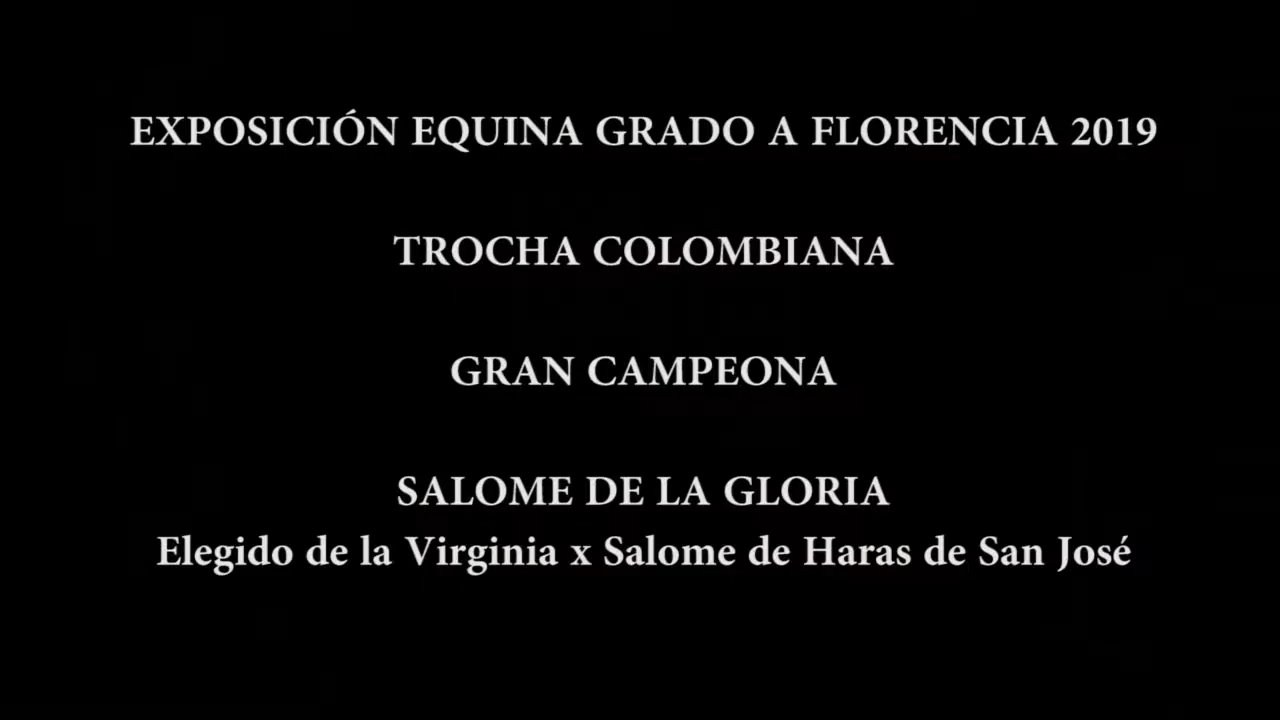 EXPOSICIÓN EQUINA GRADO A FLORENCIA 2019
TROCHA COLOMBIANA
GRAN CAMPEONA
SALOME DE LA GLORIA
Elegido de la Virginia x Salome de Haras de San José